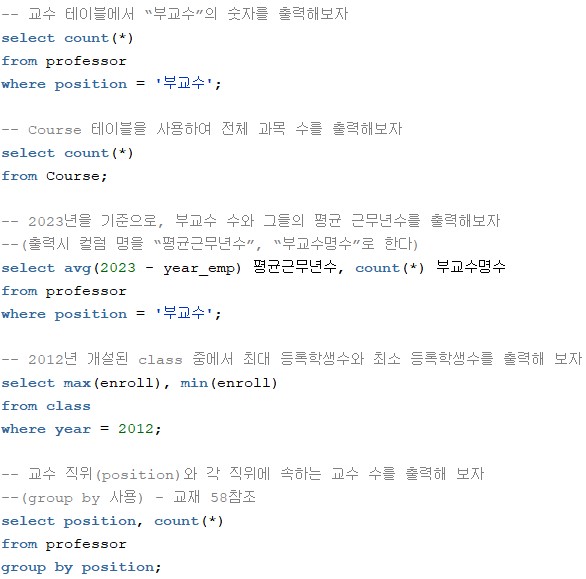 -- 교수 테이블에서 “부교수”의 숫자를 출력해보자
select count(*)
from professor
where position = '부교수';
-- Course 테이블을 사용하여 전체 과목 수를 출력해보자
select count(*)
from Course;
-- 2023년을 기준으로, 부교수 수와 그들의 평균 근무년수를 출력해보자
--(출력시 컬럼 명을 “평균근무년수”, “부교수명수”로 한다)
select avg(2023 - year_emp) 평균근무년수, count(*) 부교수명수
from professor
where position = '부교수';
-- 2012년 개설된 class 중에서 최대 등록학생수와 최소 등록학생수를 출력해 보자
select max(enroll), min(enroll)
from class
where year = 2012;
-- 교수 직위(position)와 각 직위에 속하는 교수 수를 출력해 보자
--(group by 사용) - 교재 58참조
select position, count(*)
from professor
group by position;